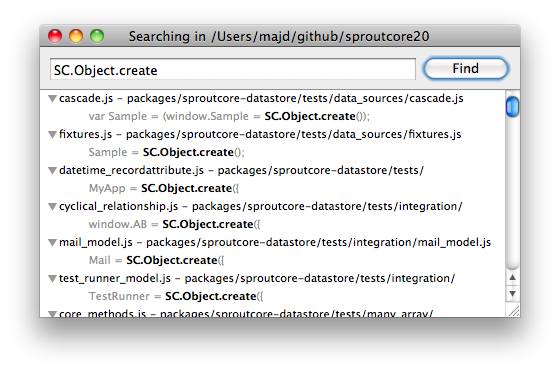 Searching in /Users/majd/github/sproutcore20
SC.Object.create
Find
cascade.js – packages/sproutcore-datastore/tests/data_sources/cascade.js
var Sample = (window.Sample = SC.Object.create());
fixtures.js – packages/sproutcore-datastore/tests/data_sources/fixtures.js
Sample = SC.Object.create();
datetime_recordattribute.js – packages/sproutcore-datastore/tests/
MyApp = SC.Object.create({
cyclical_relationship.js – packages/sproutcore-datastore/tests/integration/
window.AB = SC.Object.create({
mail_model.js – packages/sproutcore-datastore/tests/integration/mail_model.js
Mail = SC.Object.create({
test_runner_model.js – packages/sproutcore-datastore/tests/integration/
TestRunner = SC.Object.create({
core_methods.js – packages/sproutcore-datastore/tests/many_array/